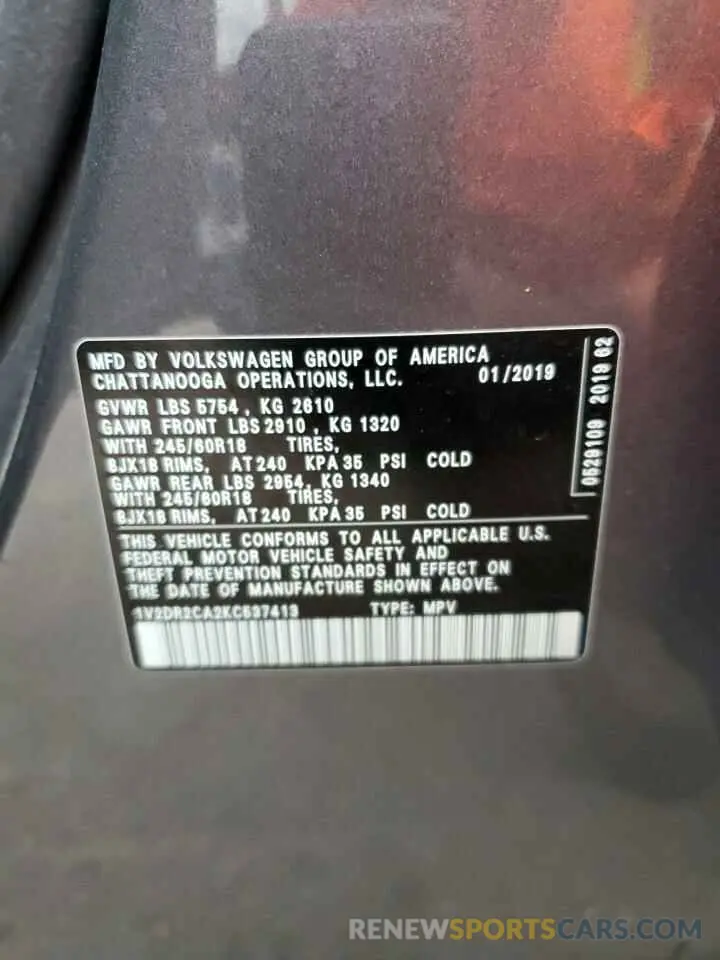 MFD BY VOLKSWAGEN GROUP OF AMERICA
CHATTANOOGA OPERATIONS, LLC. 01/2019
GVWR LBS 5754 , KG 2610
GAWR FRONT LBS 2910 , KG 1320
WITH 245/60R18 TIRES,
8JX18 RIMS, AT 240 KPA 35 PSI COLD
GAWR REAR LBS 2954, KG 1340
WITH 245/60R18 TIRES,
8JX18 RIMS, AT 240 KPA 35 PSI COLD
THIS VEHICLE CONFORMS TO ALL APPLICABLE U.S.
FEDERAL MOTOR VEHICLE SAFETY AND
THEFT PREVENTION STANDARDS IN EFFECT ON
THE DATE OF MANUFACTURE SHOWN ABOVE.
1V2DR2CA2KC537413 TYPE: MPV
0529109 2019 62
RENEWSPORTSCARS.COM